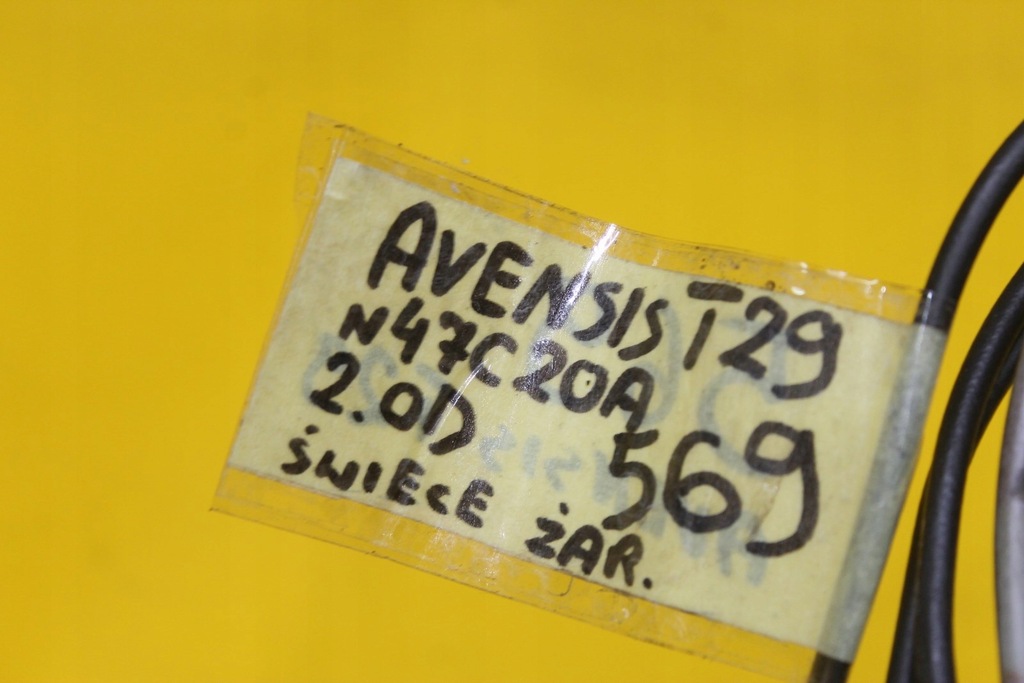 AVENSIS T29
N47C20A
2.0D 569
ŚWIECE ŻAR.